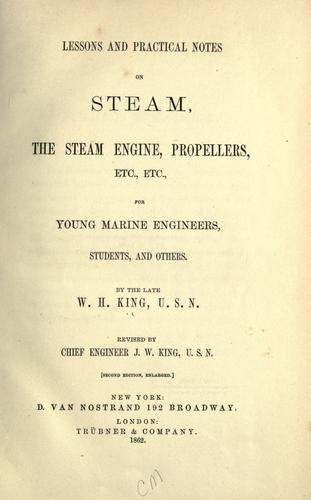 LESSONS AND PRACTICAL NOTES
ON
STEAM,
THE STEAM ENGINE, PROPELLERS,
ETC., ETC.,
FOR
YOUNG MARINE ENGINEERS,
STUDENTS, AND OTHERS.
BY THE LATE
W. H. KING, U. S. N.
REVISED BY
CHIEF ENGINEER J. W. KING, U. S. N.
[SECOND EDITION, ENLARGED.]
NEW YORK:
D. VAN NOSTRAND 192 BROADWAY.
LONDON:
TRÜBNER & COMPANY.
1862.
CM